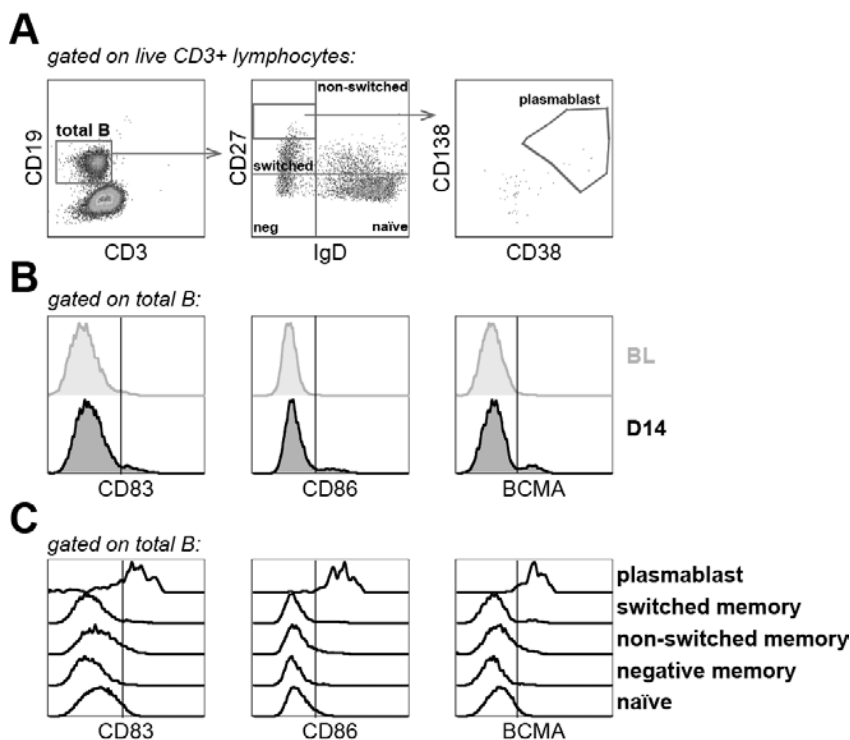 A
gated on live CD3+ lymphocytes:
CD19
total B
CD3
CD27
non-switched
switched
neg
naïve
IgD
CD138
plasmablast
CD38
B
gated on total B:
BL
D14
CD83
CD86
BCMA
C
gated on total B:
plasmablast
switched memory
non-switched memory
negative memory
naïve
CD83
CD86
BCMA